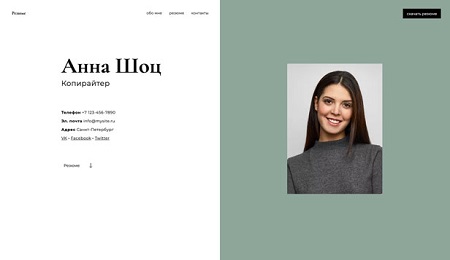 Резюме
обо мне резюме контакты
скачать резюме
Анна Шоц
Копирайтер
Телефон +7 123-456-7890
Эл. почта info@mysite.ru
Адрес Санкт-Петербург
VK - Facebook - Twitter
Резюме ↓